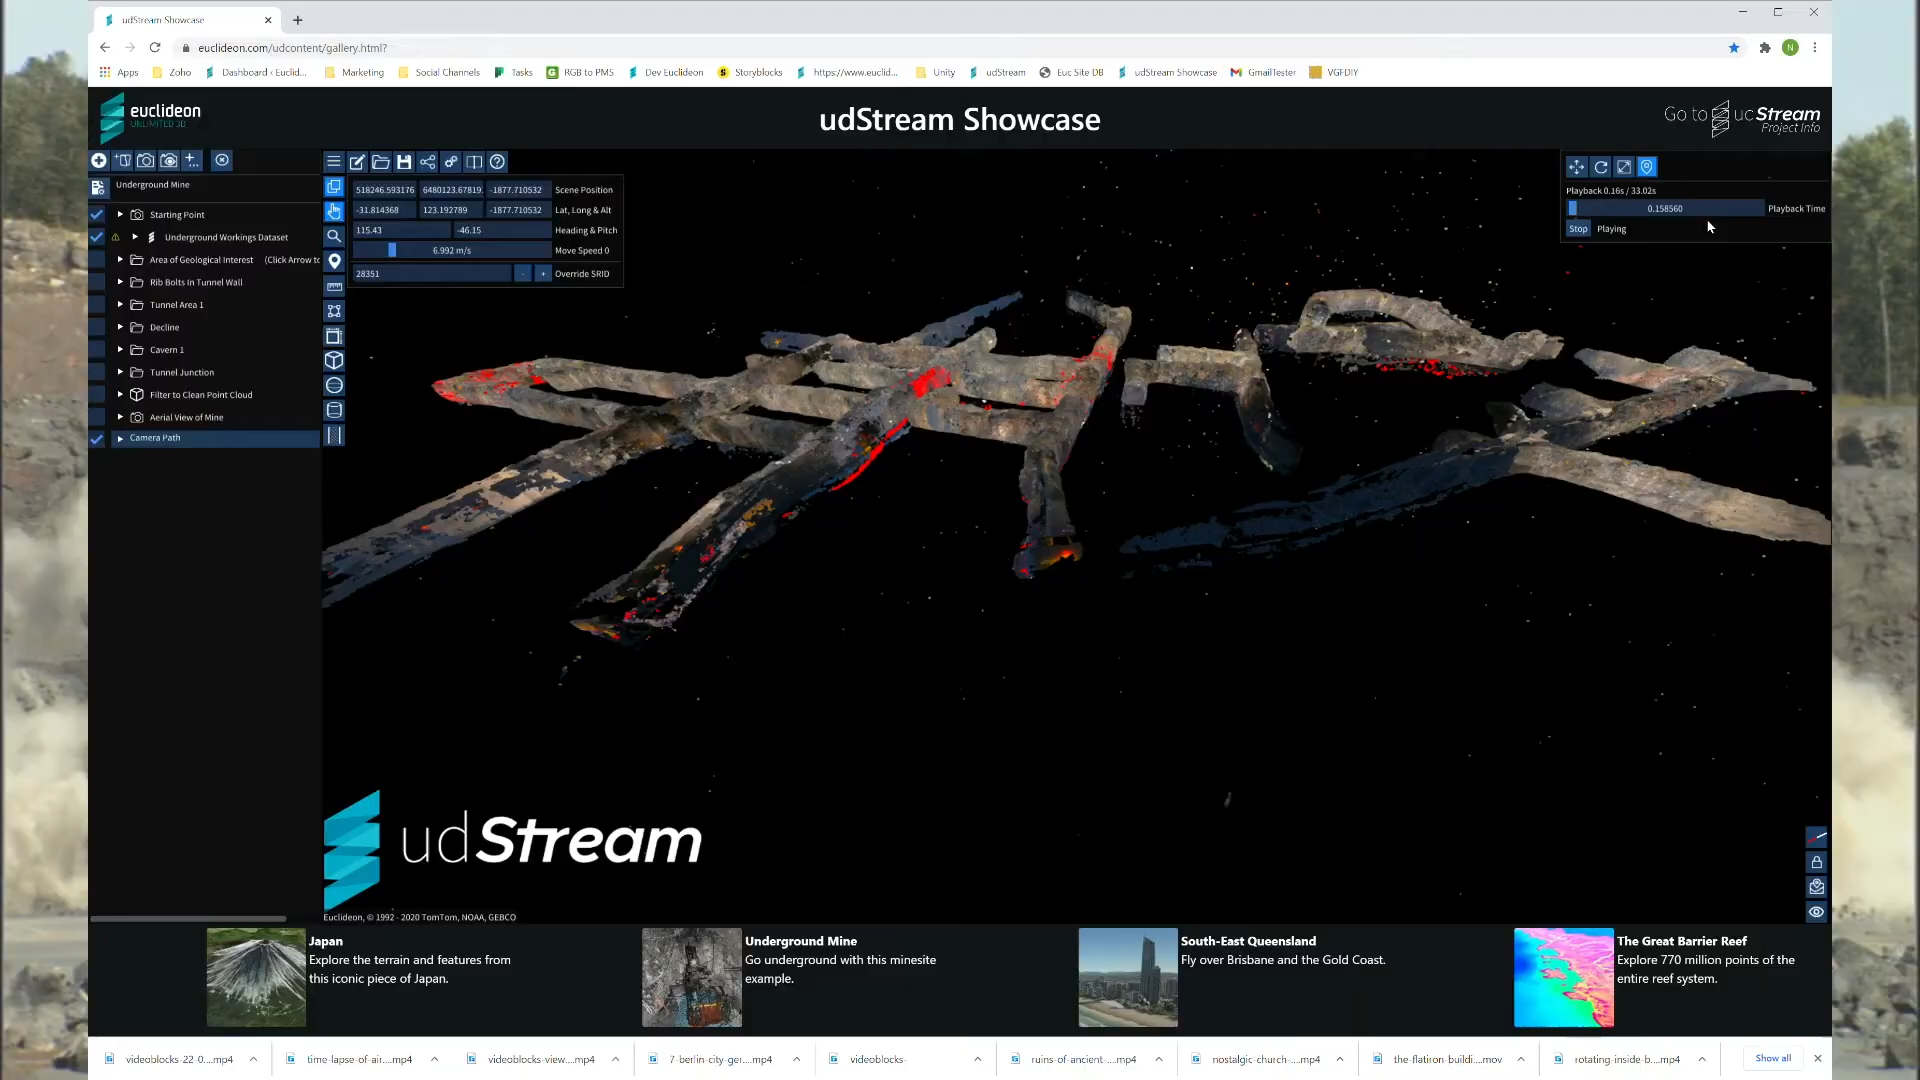 udStream Showcase
euclideon.com/udcontent/gallery.html?
Apps Zoho Dashboard ‹ Euclid... Marketing Social Channels Tasks RGB to PMS Dev Euclideon Storyblocks https://www.euclid... Unity udStream Euc Site DB udStream Showcase GmailTester VGFDIY
euclideon
UNLIMITED 3D
udStream Showcase
Go to udStream
Project Info
Underground Mine
Starting Point
Underground Workings Dataset
Area of Geological Interest (Click Arrow to
Rib Bolts In Tunnel Wall
Tunnel Area 1
Decline
Cavern 1
Tunnel Junction
Filter to Clean Point Cloud
Aerial View of Mine
Camera Path
518246.593176 6480123.67819. -1877.710532 Scene Position
-31.814368 123.192789 -1877.710532 Lat, Long & Alt
115.43 -46.15 Heading & Pitch
6.992 m/s Move Speed 0
28351 - + Override SRID
Playback 0.16s / 33.02s
0.158560 Playback Time
Stop Playing
udStream
Euclideon, © 1992 - 2020 TomTom, NOAA, GEBCO
Japan
Explore the terrain and features from
this iconic piece of Japan.
Underground Mine
Go underground with this minesite
example.
South-East Queensland
Fly over Brisbane and the Gold Coast.
The Great Barrier Reef
Explore 770 million points of the
entire reef system.
videoblocks-22-0....mp4 time-lapse-of-air....mp4 videoblocks-view....mp4 7-berlin-city-ger....mp4 videoblocks- ruins-of-ancient-....mp4 nostalgic-church-....mp4 the-flatiron-buildi....mov rotating-inside-b....mp4 Show all